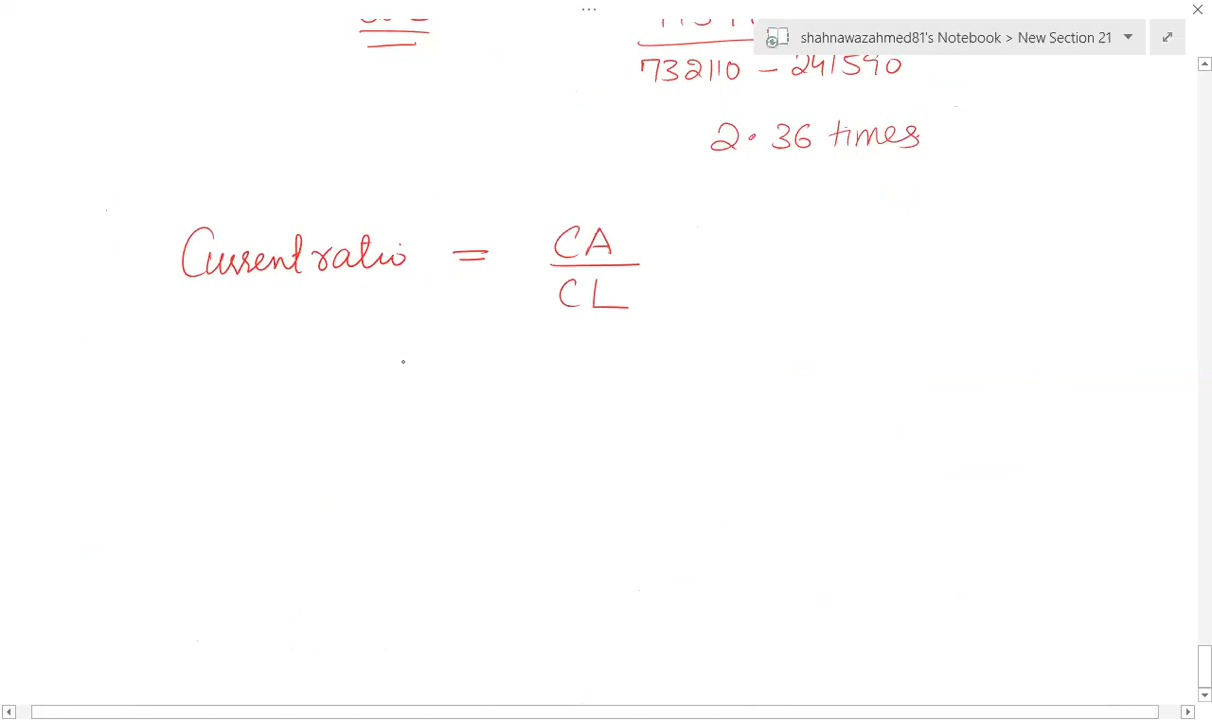 shahnawazahmed81's Notebook > New Section 21
732110 - 241590
2.36 times
Current ratio = CA
CL